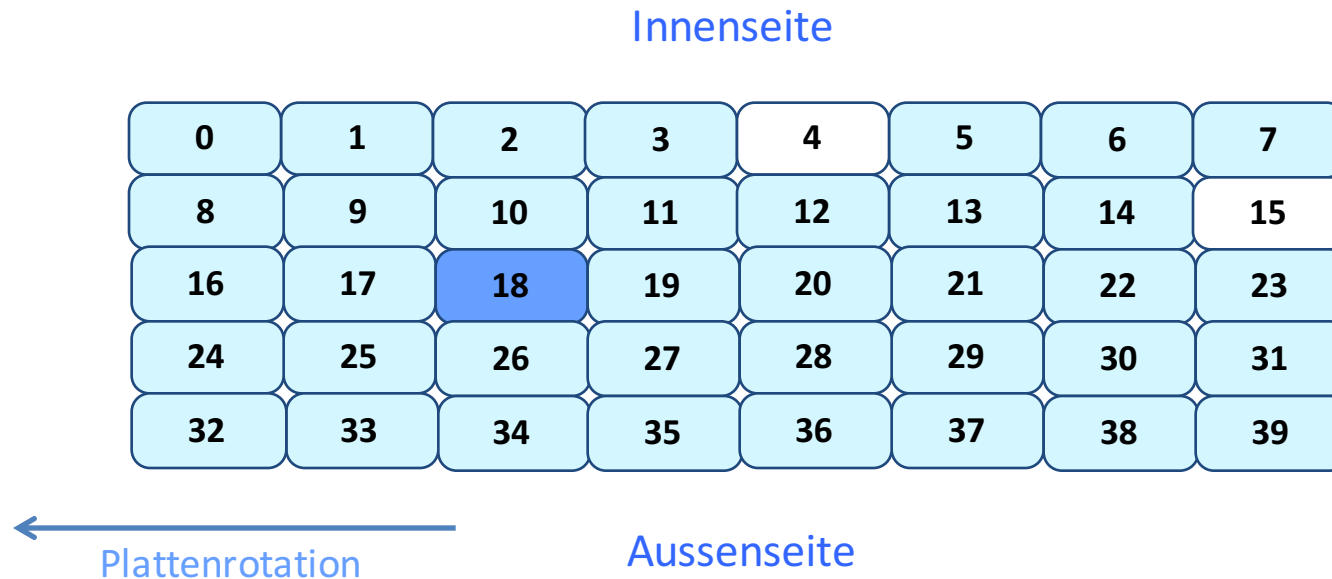 Innenseite
0 1 2 3 4 5 6 7
8 9 10 11 12 13 14 15
16 17 18 19 20 21 22 23
24 25 26 27 28 29 30 31
32 33 34 35 36 37 38 39
Plattenrotation
Aussenseite